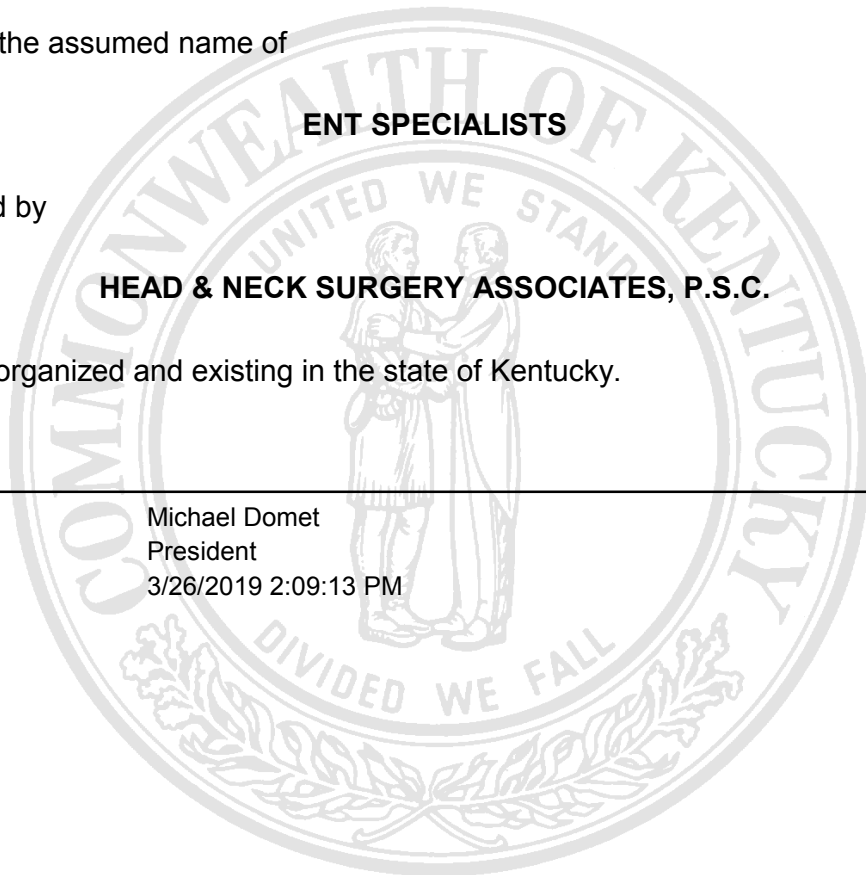 the assumed name of
ENT SPECIALISTS
d by
HEAD & NECK SURGERY ASSOCIATES, P.S.C.
organized and existing in the state of Kentucky.
Michael Domet
President
3/26/2019 2:09:13 PM
COMMONWEALTH OF KENTUCKY
UNITED WE STAND
DIVIDED WE FALL